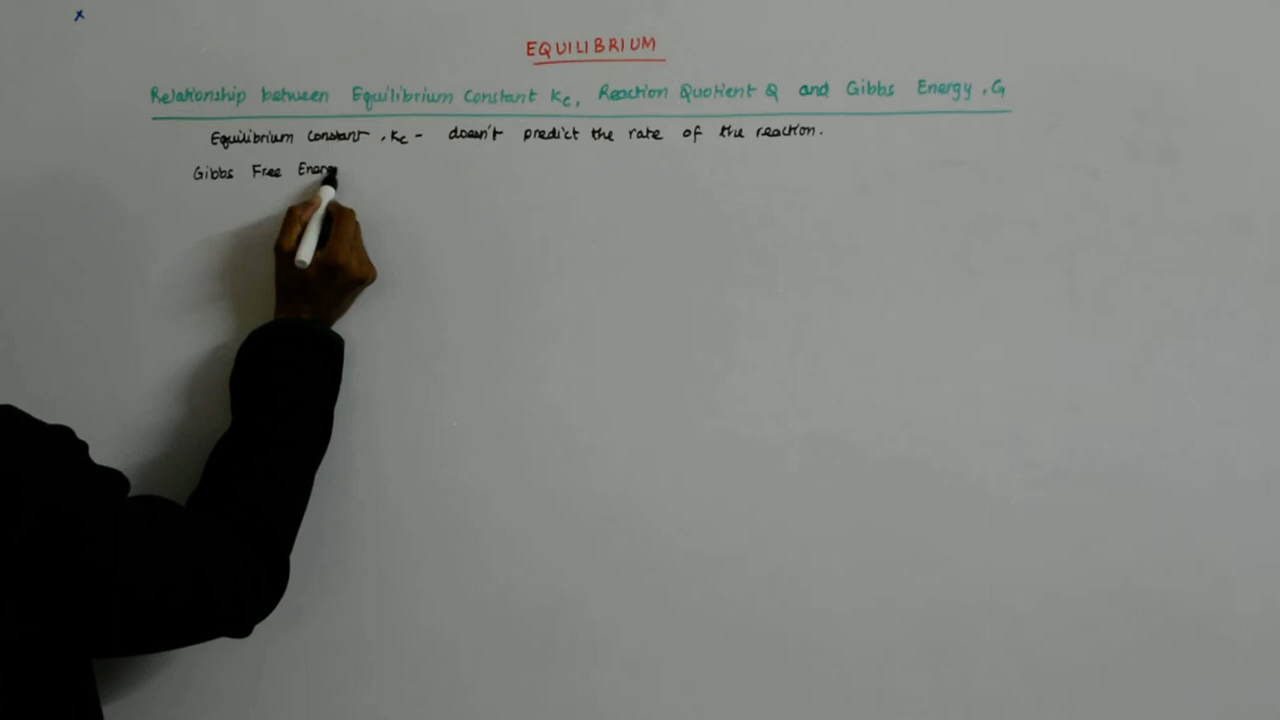 x
EQUILIBRIUM
Relationship between Equilibrium Constant Kc, Reaction Quotient Q and Gibbs Energy, G
Equilibrium constant, Kc - doesn't predict the rate of the reaction.
Gibbs Free